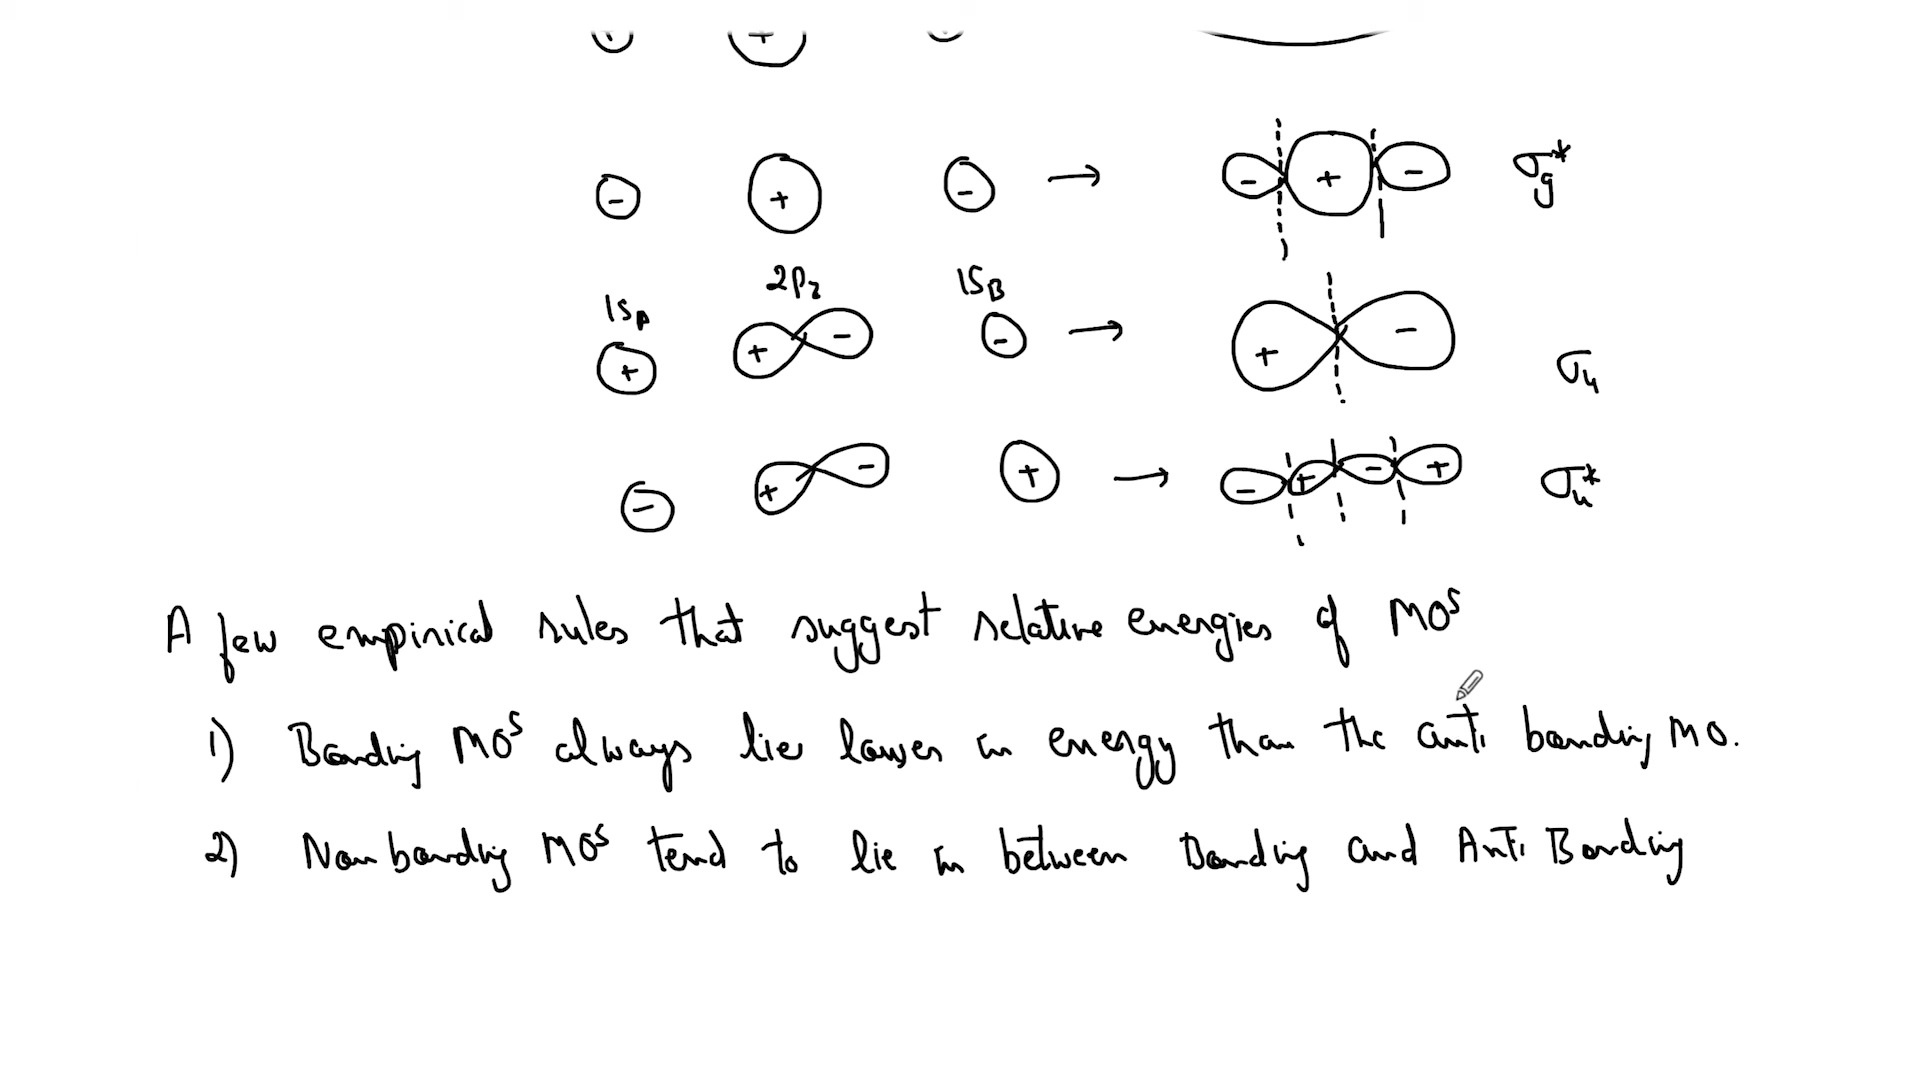 +
- + - → - + - σg*
1SA 2Pz 1SB
+ + - - → + - σu
- + - + → - + - + σu*
A few empirical rules that suggest relative energies of MOS
1) Bonding MOS always lie lower in energy than the anti bonding MO.
2) Non bonding MOS tend to lie in between Bonding and Anti Bonding